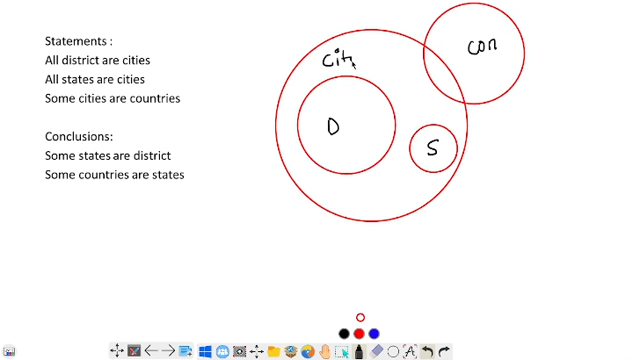 Statements :
All district are cities
All states are cities
Some cities are countries
Conclusions:
Some states are district
Some countries are states
citr
D
S
con